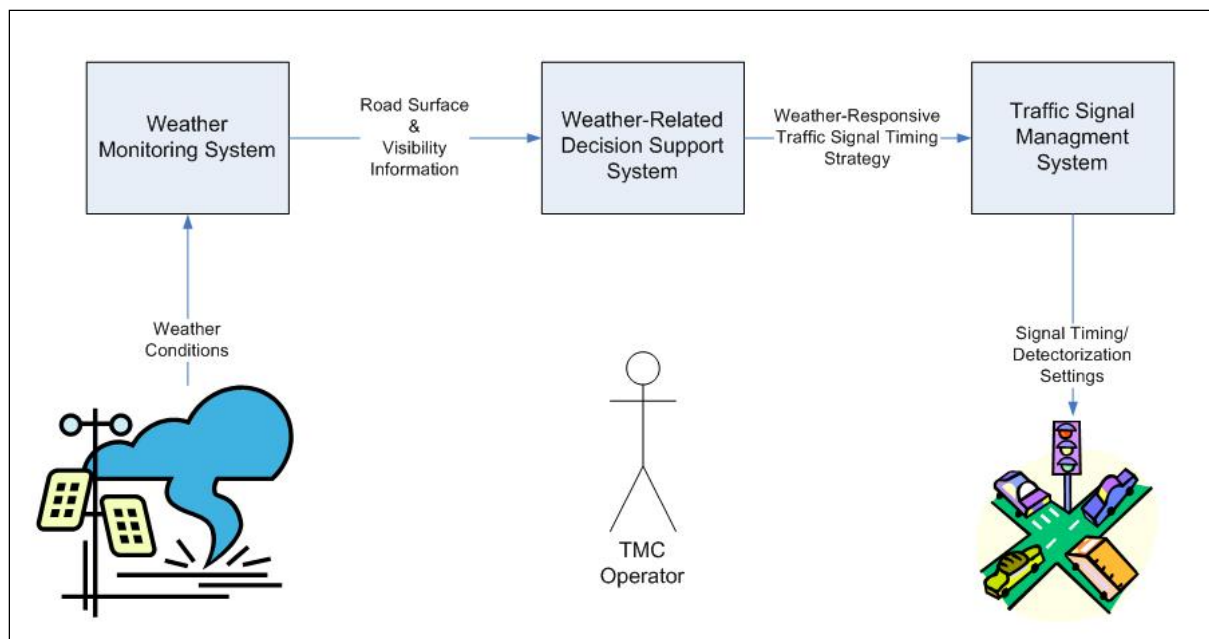 Weather
Monitoring System
Road Surface
&
Visibility
Information
Weather-Related
Decision Support
System
Weather-Responsive
Traffic Signal Timing
Strategy
Traffic Signal
Managment
System
Weather
Conditions
Signal Timing/
Detectorization
Settings
TMC
Operator